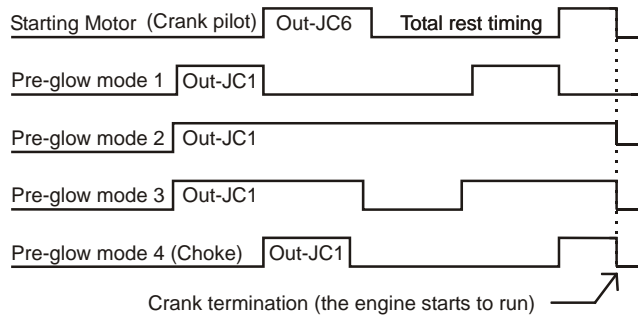 Starting Motor (Crank pilot) Out-JC6 Total rest timing
Pre-glow mode 1 Out-JC1
Pre-glow mode 2 Out-JC1
Pre-glow mode 3 Out-JC1
Pre-glow mode 4 (Choke) Out-JC1
Crank termination (the engine starts to run)